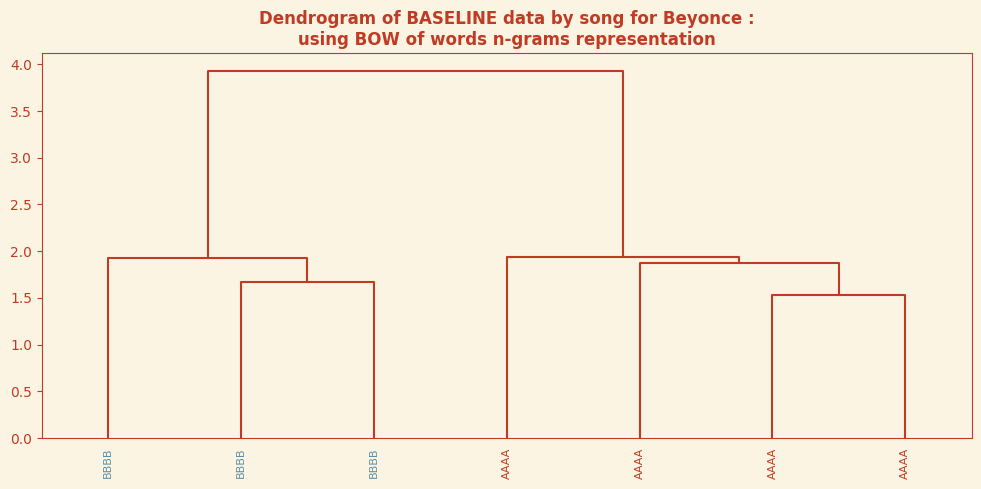 Dendrogram of BASELINE data by song for Beyonce :
using BOW of words n-grams representation
4.0
3.5
3.0
2.5
2.0
1.5
1.0
0.5
0.0
BBBB
BBBB
BBBB
AAAA
AAAA
AAAA
AAAA